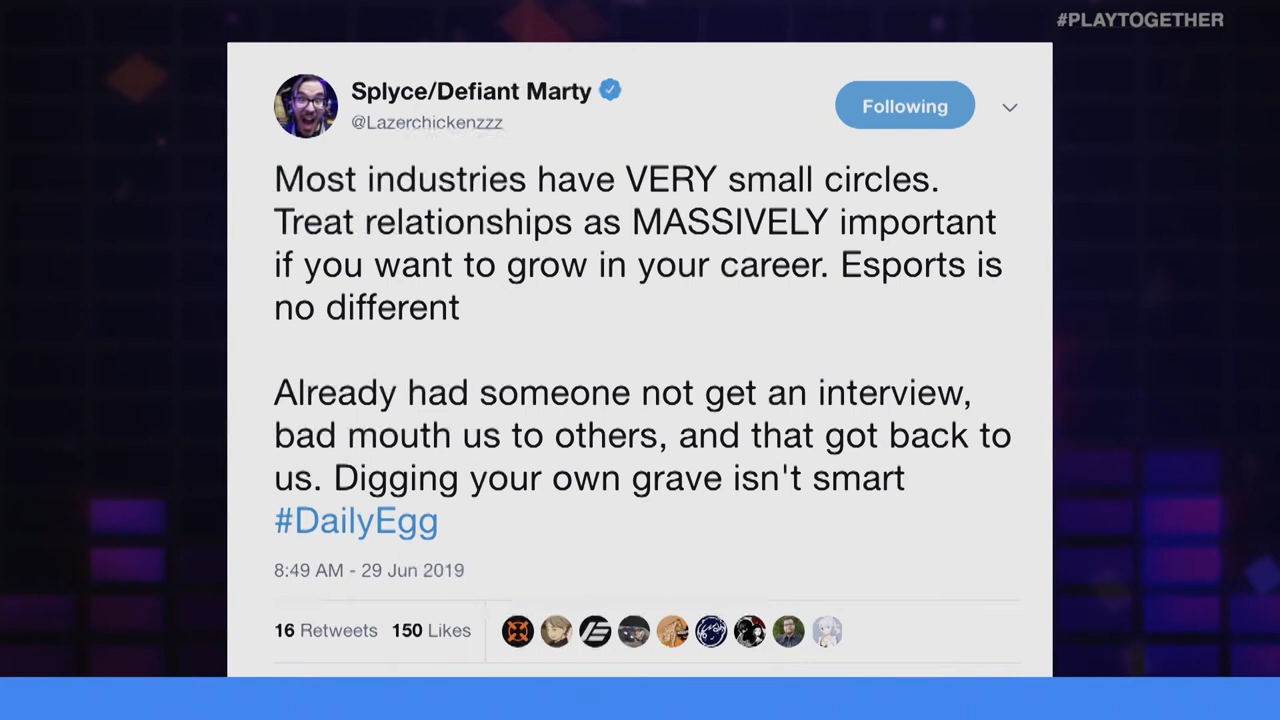 #PLAYTOGETHER
Splyce/Defiant Marty
@Lazerchickenzzz
Following
Most industries have VERY small circles.
Treat relationships as MASSIVELY important
if you want to grow in your career. Esports is
no different
Already had someone not get an interview,
bad mouth us to others, and that got back to
us. Digging your own grave isn't smart
#DailyEgg
8:49 AM - 29 Jun 2019
16 Retweets 150 Likes